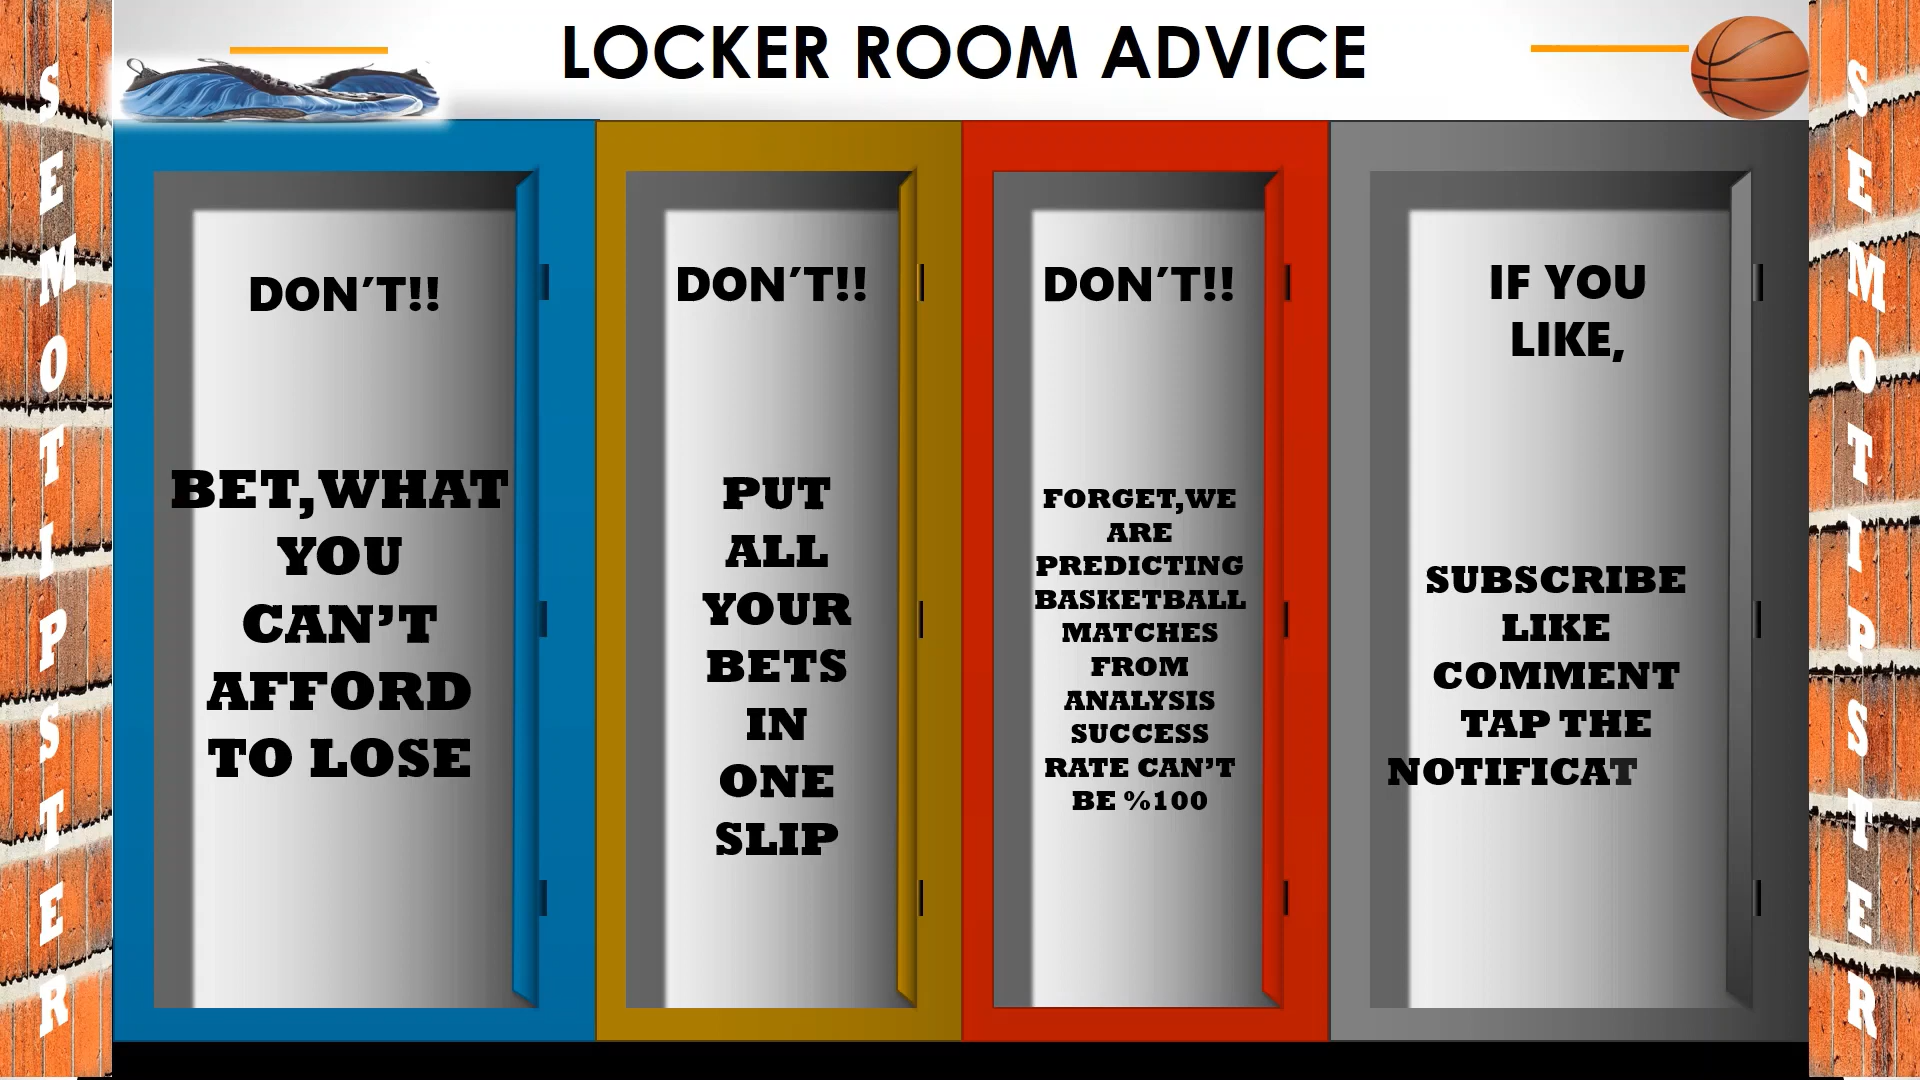 LOCKER ROOM ADVICE
SEMOTIPSTER
DON'T!!
BET,WHAT
YOU
CAN'T
AFFORD
TO LOSE
DON'T!!
PUT
ALL
YOUR
BETS
IN
ONE
SLIP
DON'T!!
FORGET,WE
ARE
PREDICTING
BASKETBALL
MATCHES
FROM
ANALYSIS
SUCCESS
RATE CAN'T
BE %100
IF YOU
LIKE,
SUBSCRIBE
LIKE
COMMENT
TAP THE
NOTIFICAT
SEMOTIPSTER